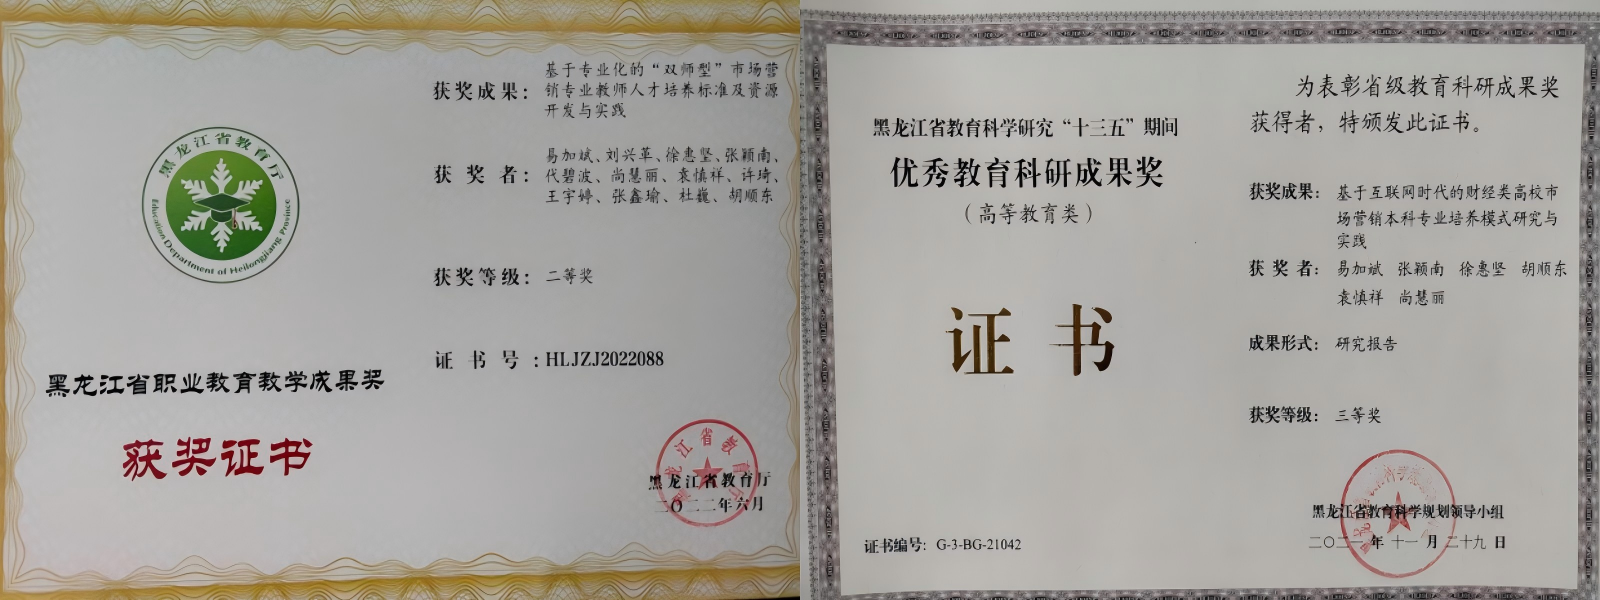 黑龙江省教育厅
Education Department of Heilongjiang Province
黑龙江省职业教育教学成果奖
获奖证书
获奖成果：基于专业化的“双师型”市场营
销专业教师人才培养标准及资源
开发与实践
获奖者：易加斌、刘兴革、徐惠坚、张颖南、
代碧波、尚慧丽、袁慎祥、许琦、
王宇婷、张鑫瑜、杜巍、胡顺东
获奖等级：二等奖
证书号：HLJZJ2022088
黑龙江省教育厅
二〇二二年六月
黑龙江省教育科学研究“十三五”期间
优秀教育科研成果奖
（高等教育类）
证书
证书编号：G-3-BG-21042
为表彰省级教育科研成果奖
获得者，特颁发此证书。
获奖成果：基于互联网时代的财经类高校市
场营销本科专业培养模式研究与
实践
获奖者：易加斌 张颖南 徐惠坚 胡顺东
袁慎祥 尚慧丽
成果形式：研究报告
获奖等级：三等奖
黑龙江省教育科学规划领导小组
二〇二一年十一月二十九日